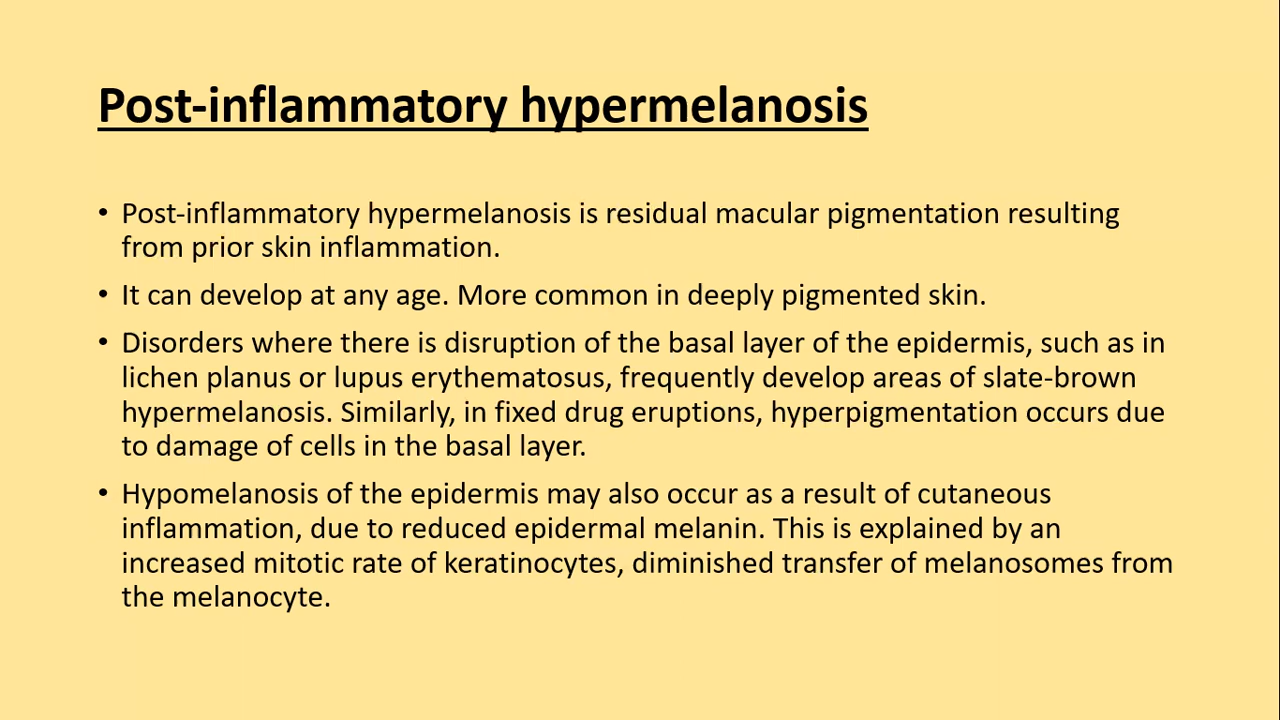 Post-inflammatory hypermelanosis
• Post-inflammatory hypermelanosis is residual macular pigmentation resulting
from prior skin inflammation.
• It can develop at any age. More common in deeply pigmented skin.
• Disorders where there is disruption of the basal layer of the epidermis, such as in
lichen planus or lupus erythematosus, frequently develop areas of slate-brown
hypermelanosis. Similarly, in fixed drug eruptions, hyperpigmentation occurs due
to damage of cells in the basal layer.
• Hypomelanosis of the epidermis may also occur as a result of cutaneous
inflammation, due to reduced epidermal melanin. This is explained by an
increased mitotic rate of keratinocytes, diminished transfer of melanosomes from
the melanocyte.